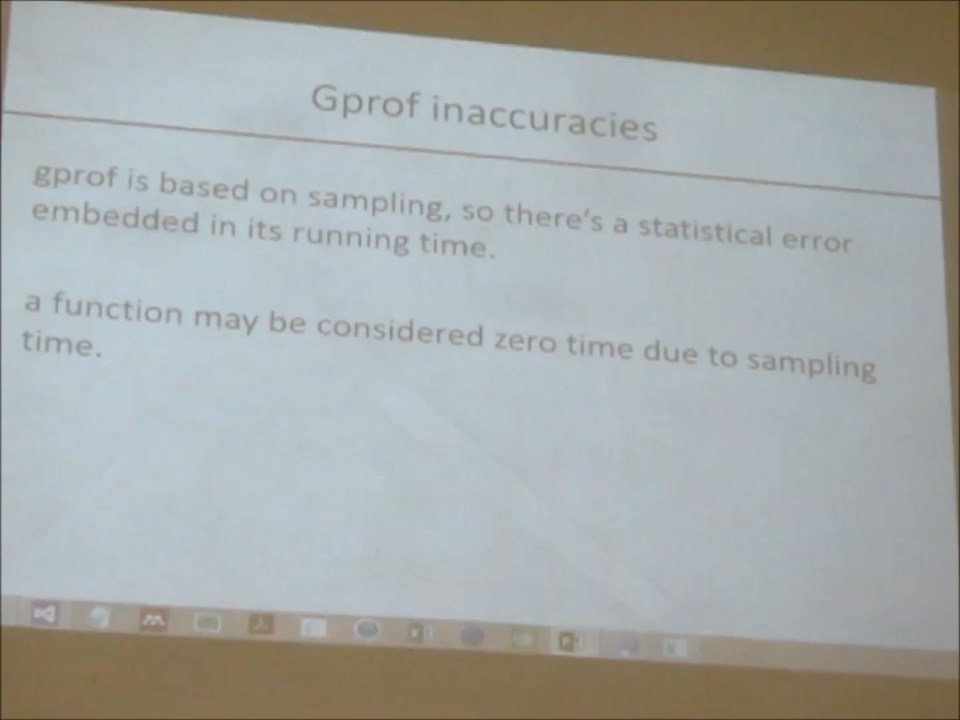 Gprof inaccuracies
gprof is based on sampling, so there's a statistical error
embedded in its running time.
a function may be considered zero time due to sampling
time.